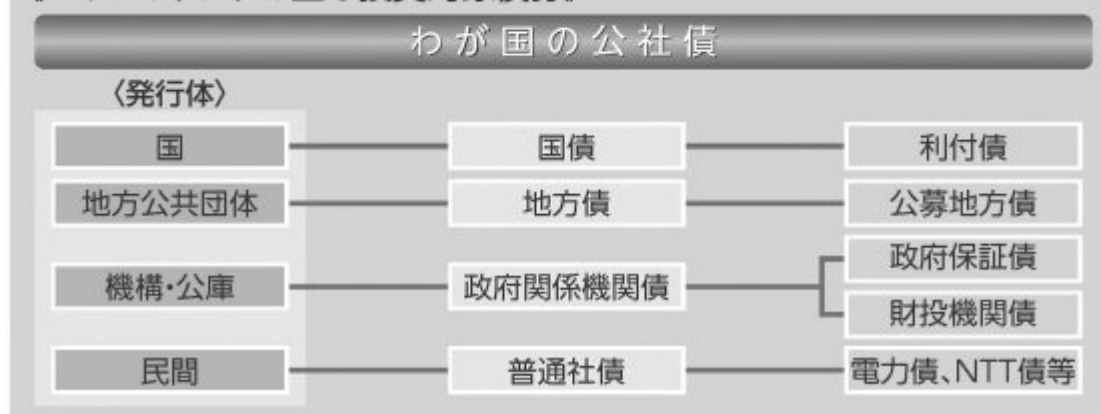 わが国の公社債
〈発行体〉
国 国債 利付債
地方公共団体 地方債 公募地方債
機構・公庫 政府関係機関債 政府保証債
財投機関債
民間 普通社債 電力債、NTT債等